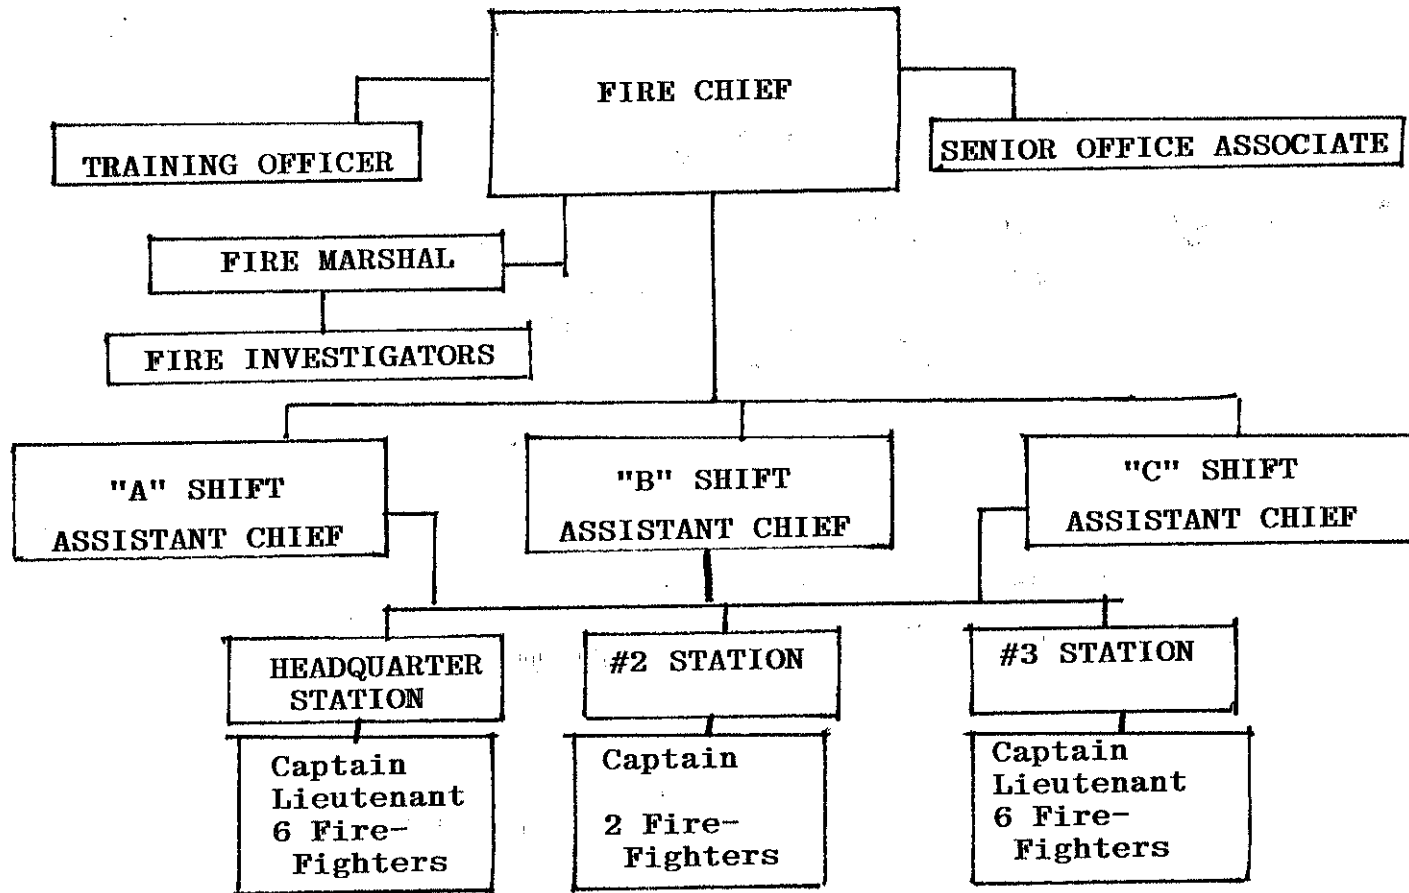 FIRE CHIEF
TRAINING OFFICER
SENIOR OFFICE ASSOCIATE
FIRE MARSHAL
FIRE INVESTIGATORS
"A" SHIFT
ASSISTANT CHIEF
"B" SHIFT
ASSISTANT CHIEF
"C" SHIFT
ASSISTANT CHIEF
HEADQUARTER
STATION
#2 STATION
#3 STATION
Captain
Lieutenant
6 Fire-
Fighters
Captain
2 Fire-
Fighters
Captain
Lieutenant
6 Fire-
Fighters